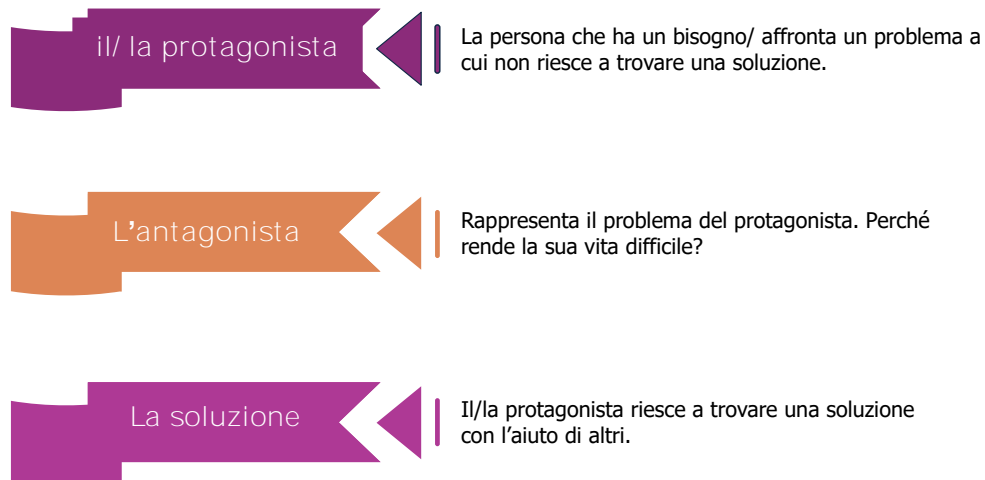 il/ la protagonista
La persona che ha un bisogno/ affronta un problema a
cui non riesce a trovare una soluzione.
L’antagonista
Rappresenta il problema del protagonista. Perché
rende la sua vita difficile?
La soluzione
Il/la protagonista riesce a trovare una soluzione
con l’aiuto di altri.